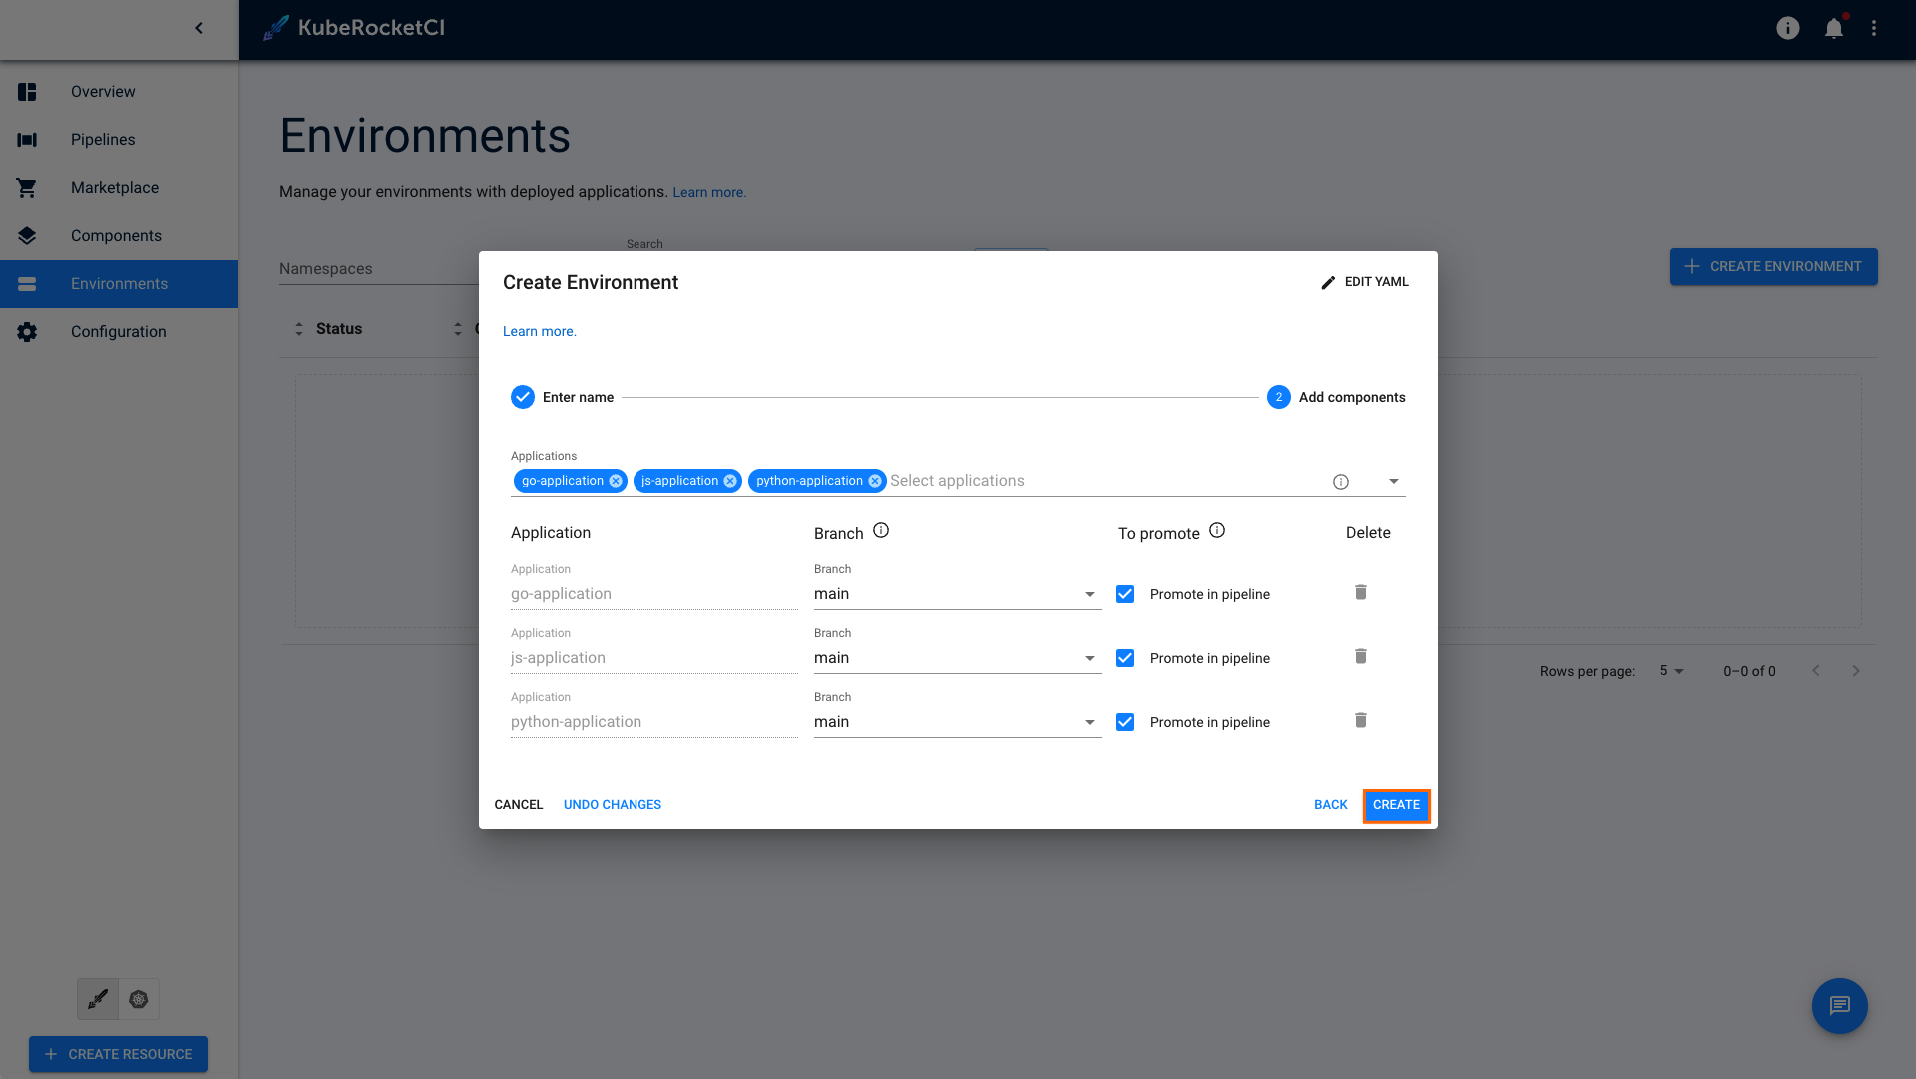 KubeRocketCI
Overview
Pipelines
Marketplace
Components
Environments
Configuration
CREATE RESOURCE
Environments
Manage your environments with deployed applications. Learn more.
Search
Namespaces
CREATE ENVIRONMENT
Status
Rows per page: 5 0–0 of 0
Create Environment
EDIT YAML
Learn more.
Enter name
2 Add components
Applications
go-application js-application python-application Select applications
Application Branch To promote Delete
Application Branch
go-application main Promote in pipeline
Application Branch
js-application main Promote in pipeline
Application Branch
python-application main Promote in pipeline
CANCEL UNDO CHANGES BACK CREATE